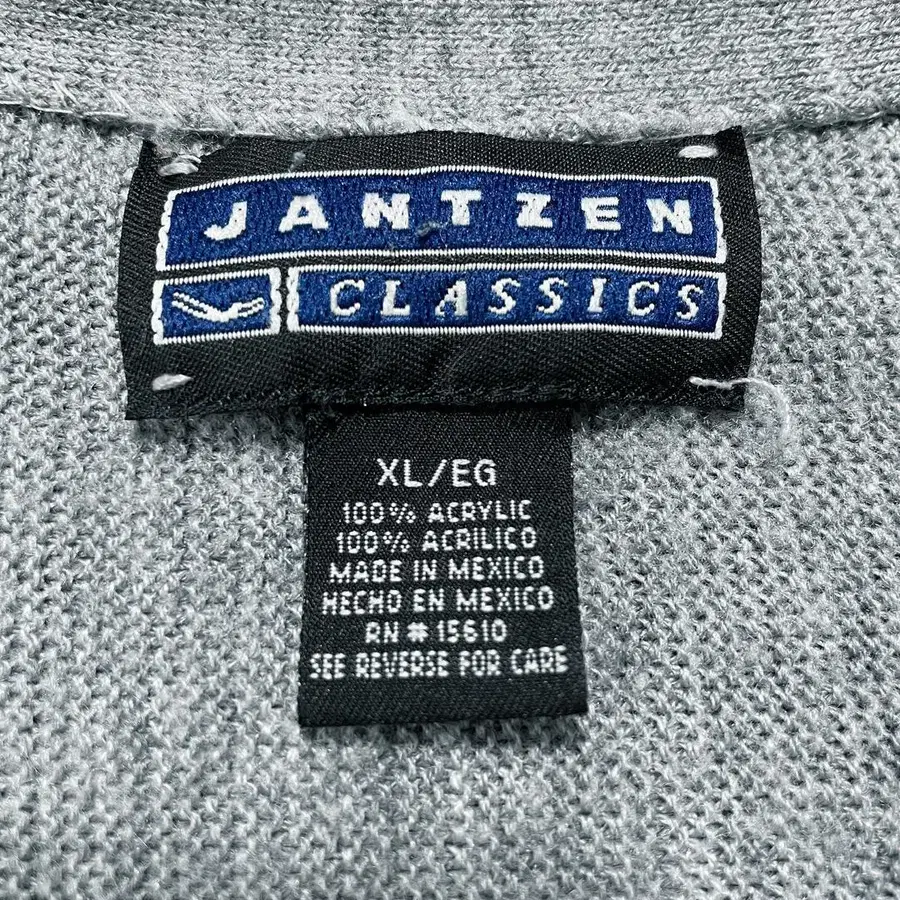 JANTZEN
CLASSICS
XL/EG
100% ACRYLIC
100% ACRILICO
MADE IN MEXICO
HECHO EN MEXICO
RN #15610
SEE REVERSE FOR CARE